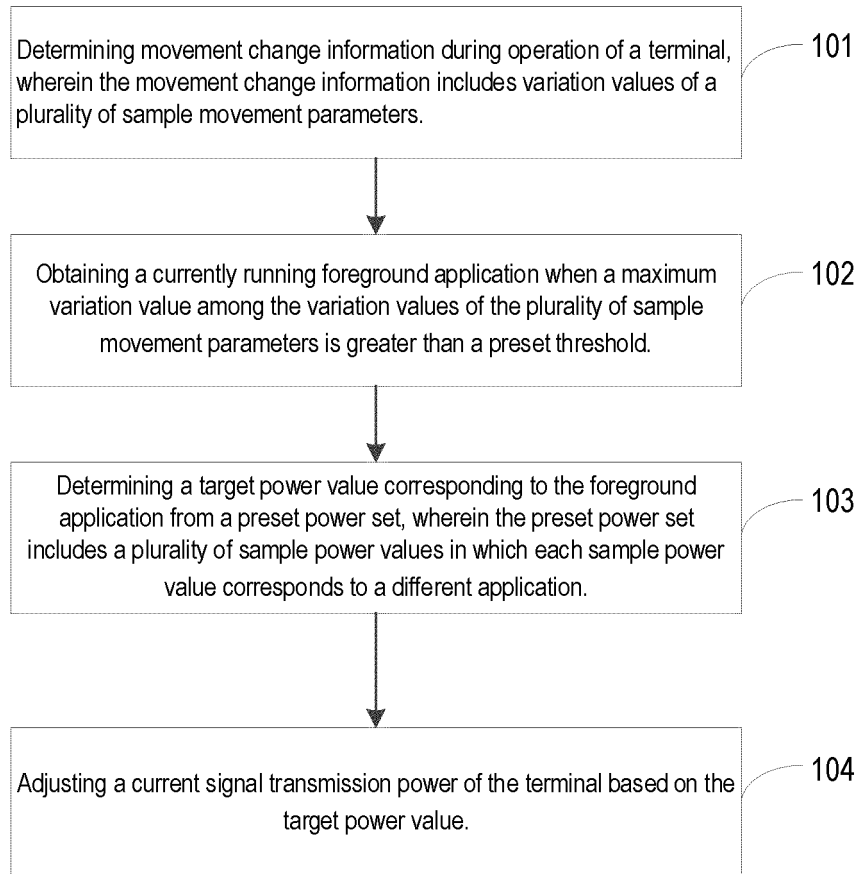 Determining movement change information during operation of a terminal,
wherein the movement change information includes variation values of a
plurality of sample movement parameters.
101
Obtaining a currently running foreground application when a maximum
variation value among the variation values of the plurality of sample
movement parameters is greater than a preset threshold.
102
Determining a target power value corresponding to the foreground
application from a preset power set, wherein the preset power set
includes a plurality of sample power values in which each sample power
value corresponds to a different application.
103
Adjusting a current signal transmission power of the terminal based on the
target power value.
104